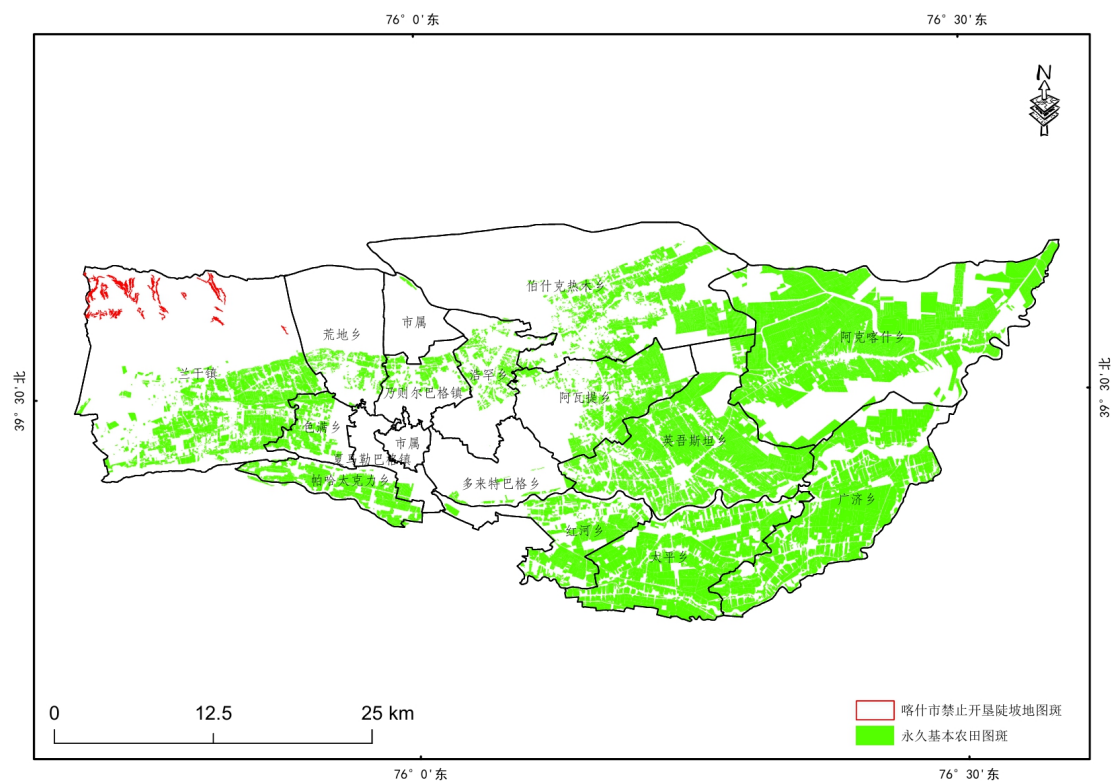 76° 0'东
76° 30'东
N
伯什克热木乡
市属
荒地乡
阿克喀什乡
兰干镇
浩罕乡
39° 30'北
39° 30'北
乃则尔巴格镇
阿瓦提乡
色满乡
市属
英吾斯坦乡
夏马勒巴格镇
帕哈太克力乡
多来特巴格乡
广济乡
红河乡
太平乡
0
12.5
25 km
喀什市禁止开垦陡坡地图斑
永久基本农田图斑
76° 0'东
76° 30'东